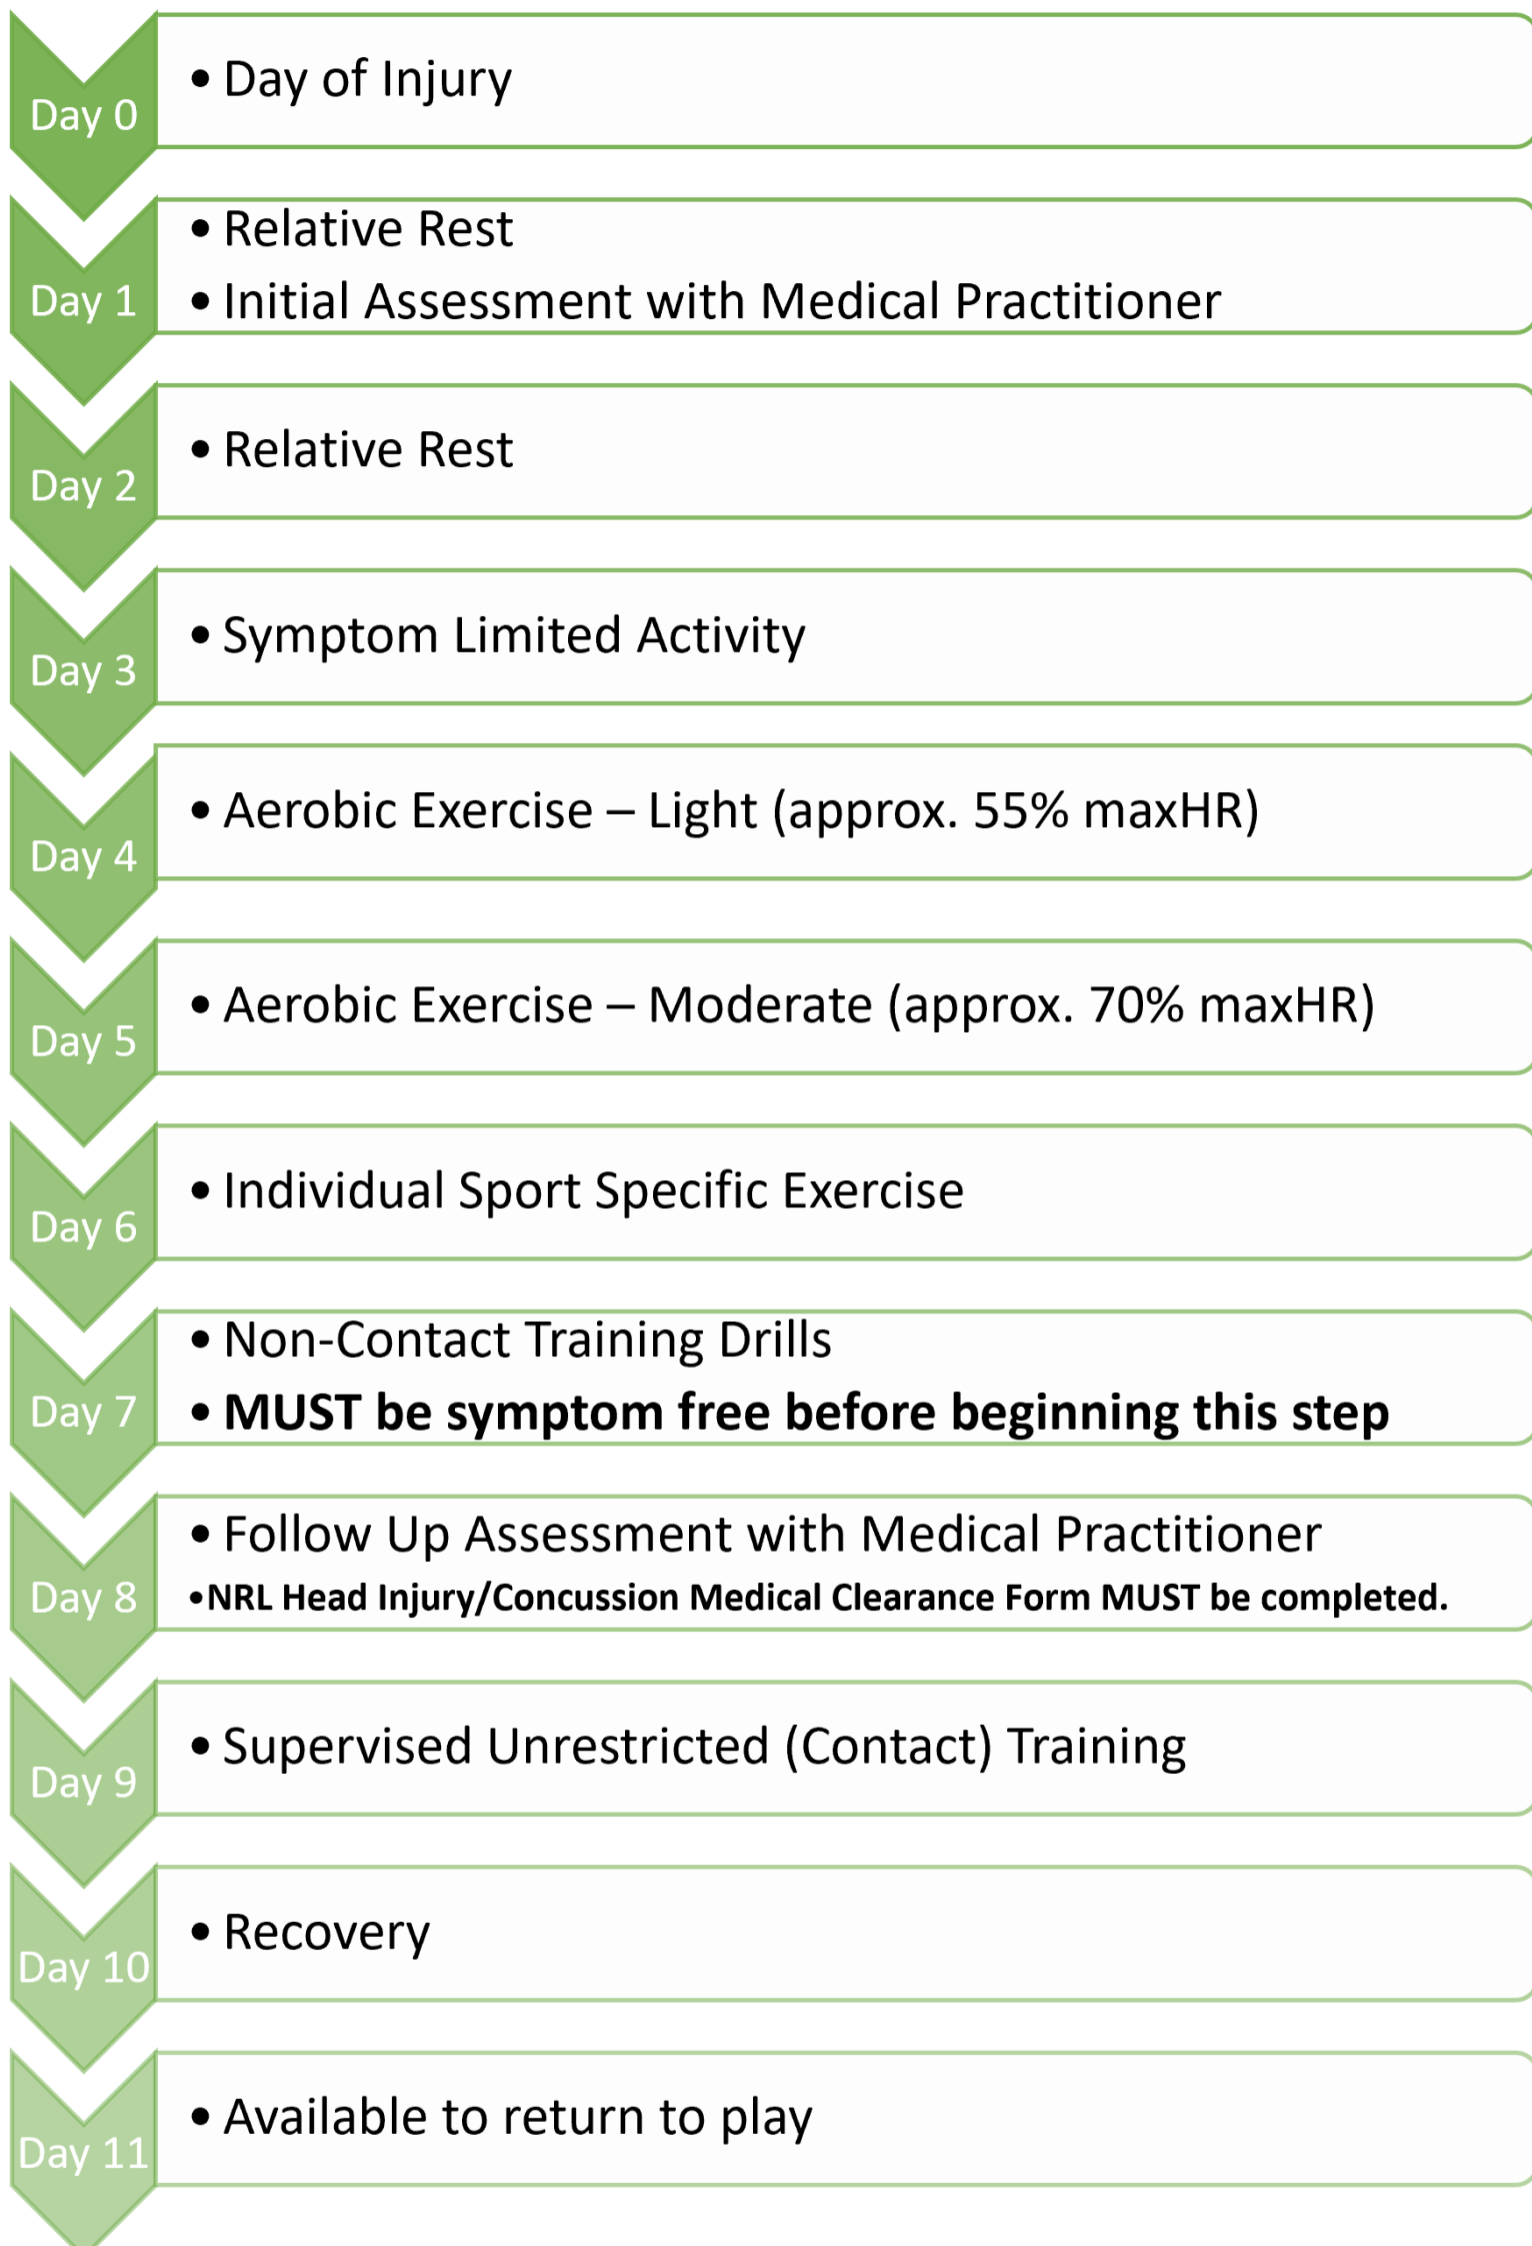 Day 0
• Day of Injury
Day 1
• Relative Rest
• Initial Assessment with Medical Practitioner
Day 2
• Relative Rest
Day 3
• Symptom Limited Activity
Day 4
• Aerobic Exercise – Light (approx. 55% maxHR)
Day 5
• Aerobic Exercise – Moderate (approx. 70% maxHR)
Day 6
• Individual Sport Specific Exercise
Day 7
• Non-Contact Training Drills
• MUST be symptom free before beginning this step
Day 8
• Follow Up Assessment with Medical Practitioner
•NRL Head Injury/Concussion Medical Clearance Form MUST be completed.
Day 9
• Supervised Unrestricted (Contact) Training
Day 10
• Recovery
Day 11
• Available to return to play